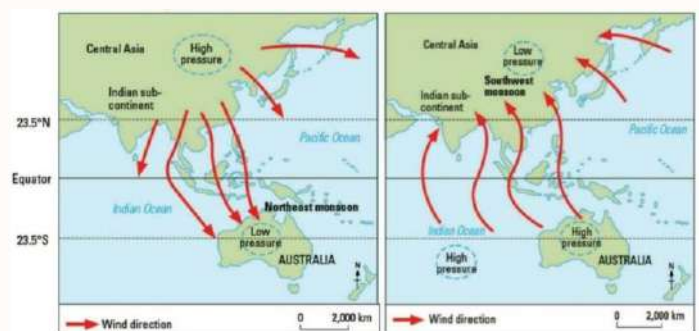 Central Asia
High
pressure
Indian sub-
continent
23.5°N
Pacific Ocean
Equator
Indian Ocean
Northeast monsoon
23.5°S
Low
pressure
AUSTRALIA
N
Wind direction
0 2,000 km
Central Asia
Low
pressure
Indian sub-
continent
Southwest
monsoon
Pacific Ocean
Indian Ocean
High
pressure
High
pressure
AUSTRALIA
N
Wind direction
0 2,000 km